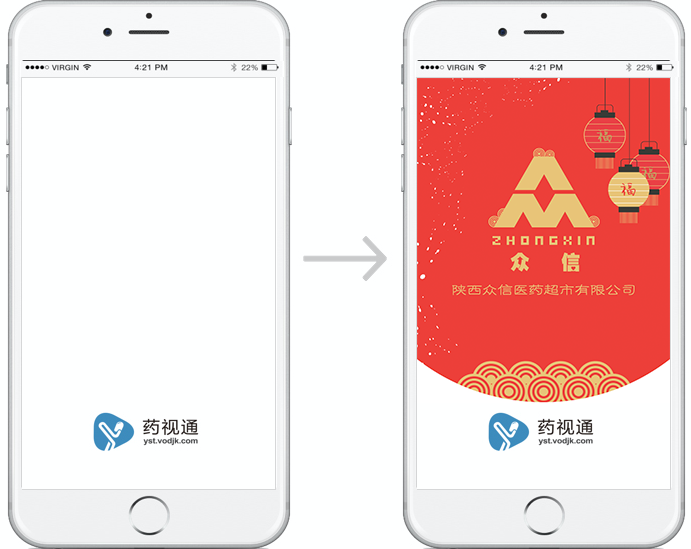 VIRGIN 4:21 PM 22%
药视通
yst.vodjk.com
VIRGIN 4:21 PM 22%
福
福
福
ZHONGXIN
众信
陕西众信医药超市有限公司
药视通
yst.vodjk.com